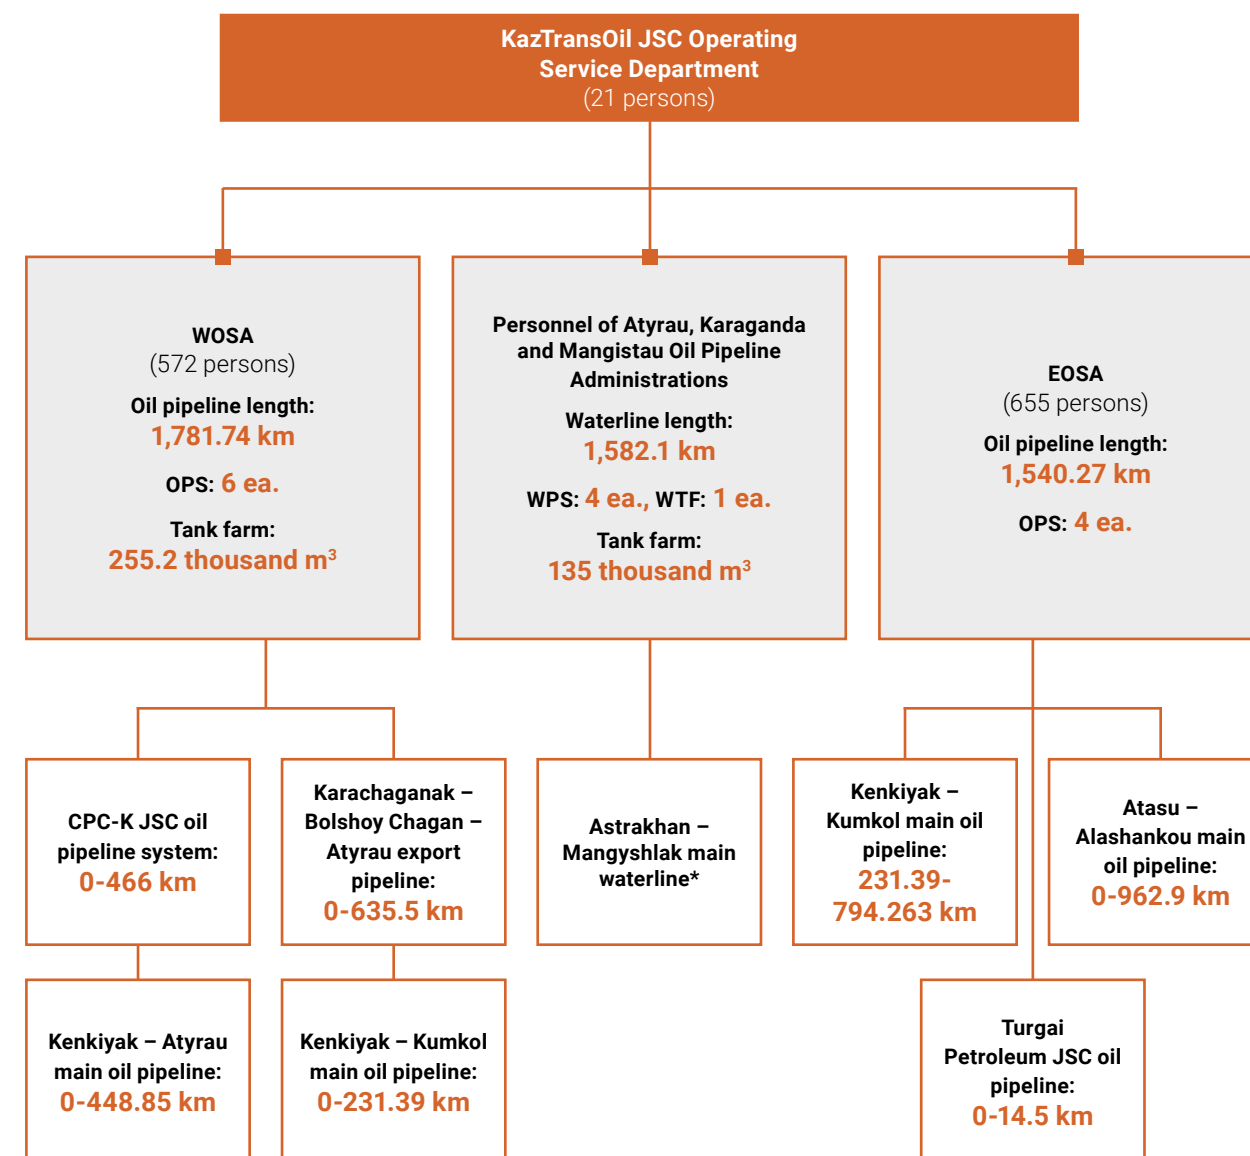 KazTransOil JSC Operating
Service Department
(21 persons)
WOSA
(572 persons)
Oil pipeline length:
1,781.74 km
OPS: 6 ea.
Tank farm:
255.2 thousand m³
Personnel of Atyrau, Karaganda
and Mangistau Oil Pipeline
Administrations
Waterline length:
1,582.1 km
WPS: 4 ea., WTF: 1 ea.
Tank farm:
135 thousand m³
EOSA
(655 persons)
Oil pipeline length:
1,540.27 km
OPS: 4 ea.
CPC-K JSC oil
pipeline system:
0-466 km
Karachaganak –
Bolshoy Chagan –
Atyrau export
pipeline:
0-635.5 km
Astrakhan –
Mangyshlak main
waterline*
Kenkiyak –
Kumkol main oil
pipeline:
231.39-
794.263 km
Atasu –
Alashankou main
oil pipeline:
0-962.9 km
Kenkiyak – Atyrau
main oil pipeline:
0-448.85 km
Kenkiyak – Kumkol
main oil pipeline:
0-231.39 km
Turgai
Petroleum JSC oil
pipeline:
0-14.5 km